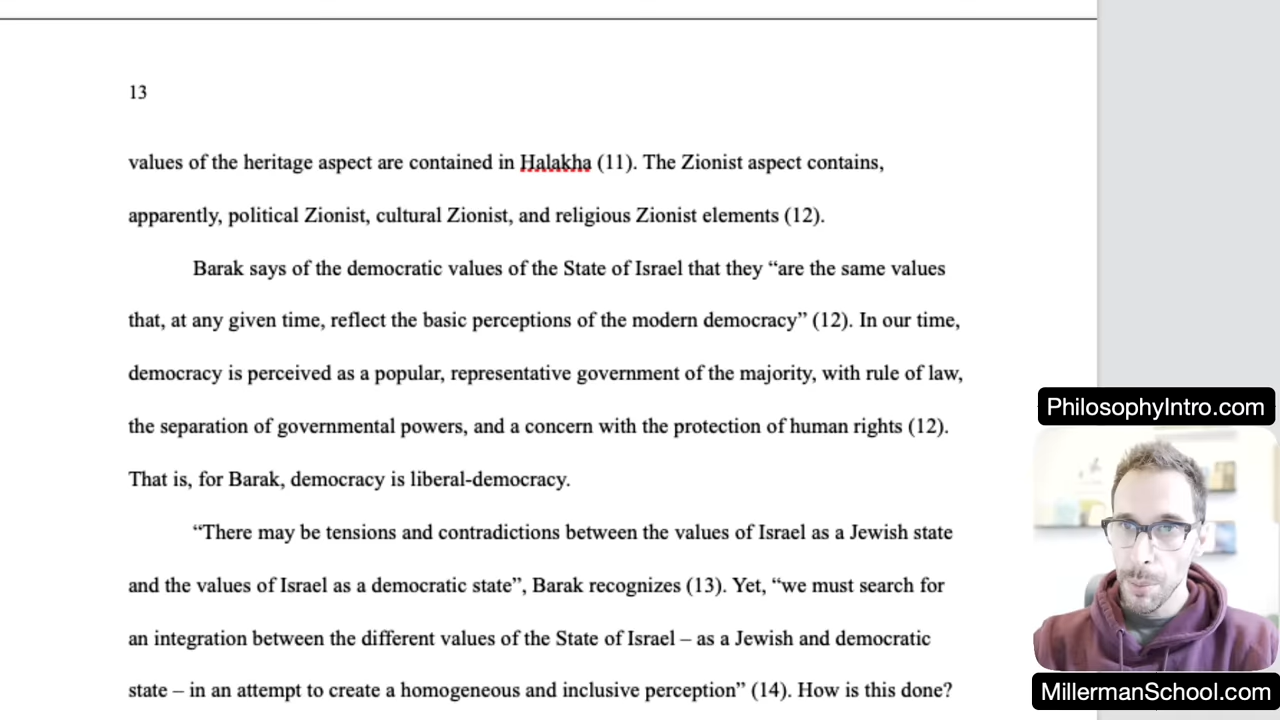 13
values of the heritage aspect are contained in Halakha (11). The Zionist aspect contains,
apparently, political Zionist, cultural Zionist, and religious Zionist elements (12).
Barak says of the democratic values of the State of Israel that they “are the same values
that, at any given time, reflect the basic perceptions of the modern democracy” (12). In our time,
democracy is perceived as a popular, representative government of the majority, with rule of law,
the separation of governmental powers, and a concern with the protection of human rights (12).
That is, for Barak, democracy is liberal-democracy.
“There may be tensions and contradictions between the values of Israel as a Jewish state
and the values of Israel as a democratic state”, Barak recognizes (13). Yet, “we must search for
an integration between the different values of the State of Israel – as a Jewish and democratic
state – in an attempt to create a homogeneous and inclusive perception” (14). How is this done?
PhilosophyIntro.com
MillermanSchool.com